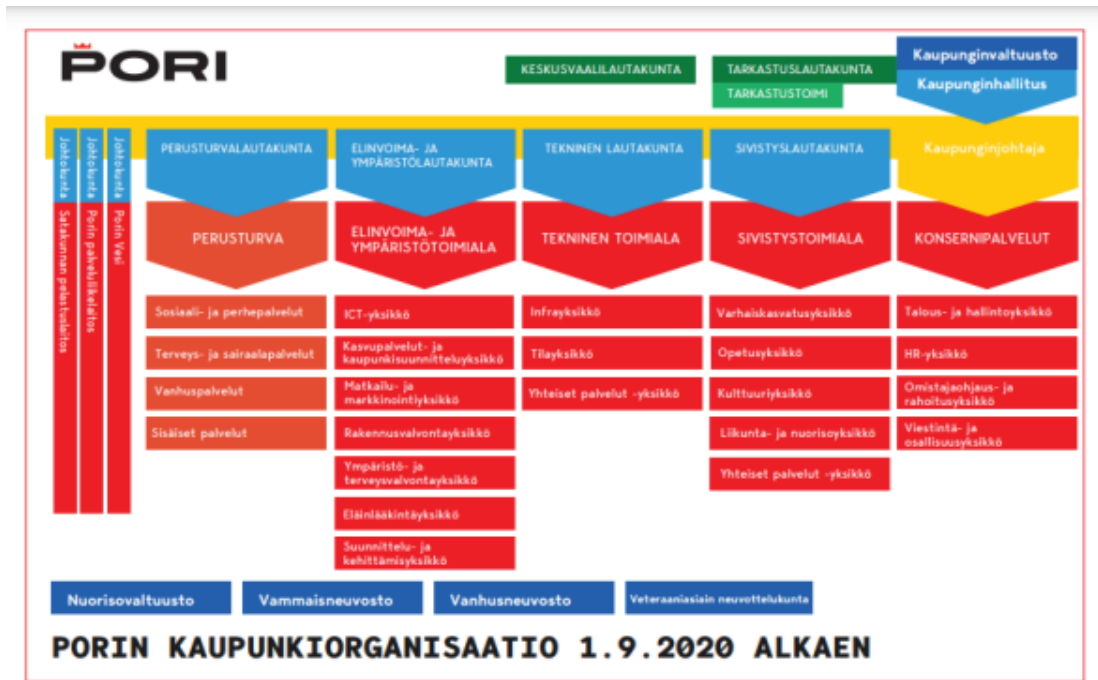 PORI
KESKUSVAALILAUTAKUNTA
TARKASTUSLAUTAKUNTA
TARKASTUSTOIMI
Kaupunginvaltuusto
Kaupunginhallitus
Johtokunta
Satakunnan pelastuslaitos
Johtokunta
Porin palveluliikelaitos
Johtokunta
Porin Vesi
PERUSTURVALAUTAKUNTA
ELINVOIMA- JA
YMPÄRISTÖLAUTAKUNTA
TEKNINEN LAUTAKUNTA
SIVISTYSLAUTAKUNTA
Kaupunginjohtaja
PERUSTURVA
ELINVOIMA- JA
YMPÄRISTÖTOIMIALA
TEKNINEN TOIMIALA
SIVISTYSTOIMIALA
KONSERNIPALVELUT
Sosiaali- ja perhepalvelut
Terveys- ja sairaalapalvelut
Vanhuspalvelut
Sisäiset palvelut
ICT-yksikkö
Kasvupalvelut- ja
kaupunkisuunnitteluyksikkö
Matkailu- ja
markkinointiyksikkö
Rakennusvalvontayksikkö
Ympäristö- ja
terveysvalvontayksikkö
Eläinlääkintäyksikkö
Suunnittelu- ja
kehittämisyksikkö
Infrayksikkö
Tilayksikkö
Yhteiset palvelut -yksikkö
Varhaiskasvatusyksikkö
Opetusyksikkö
Kulttuuriyksikkö
Liikunta- ja nuorisoyksikkö
Yhteiset palvelut -yksikkö
Talous- ja hallintoyksikkö
HR-yksikkö
Omistajaohjaus- ja
rahoitusyksikkö
Viestintä- ja
osallisuusyksikkö
Nuorisovaltuusto
Vammaisneuvosto
Vanhusneuvosto
Veteraaniasiain neuvottelukunta
PORIN KAUPUNKIORGANISAATIO 1.9.2020 ALKAEN